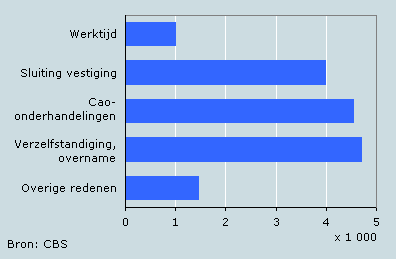 Werktijd
Sluiting vestiging
Cao-
onderhandelingen
Verzelfstandiging,
overname
Overige redenen
0 1 2 3 4 5
x 1 000
Bron: CBS